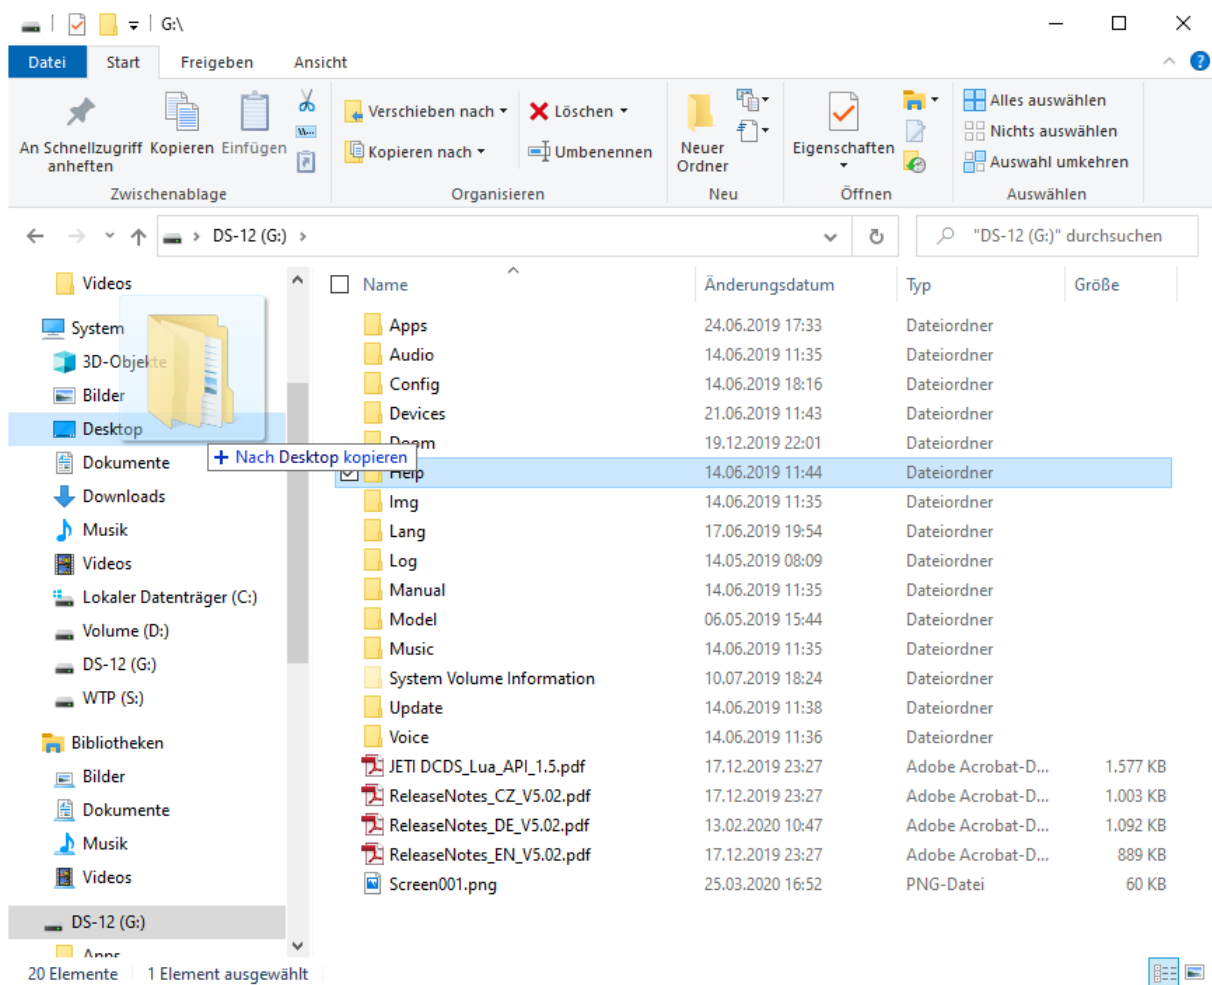 G:\
Datei Start Freigeben Ansicht
An Schnellzugriff anheften
Kopieren
Einfügen
Zwischenablage
Verschieben nach
Kopieren nach
Löschen
Umbenennen
Organisieren
Neuer Ordner
Neu
Eigenschaften
Öffnen
Alles auswählen
Nichts auswählen
Auswahl umkehren
Auswählen
DS-12 (G:)
"DS-12 (G:)" durchsuchen
Videos
System
3D-Objekte
Bilder
Desktop
Nach Desktop kopieren
Dokumente
Downloads
Musik
Videos
Lokaler Datenträger (C:)
Volume (D:)
DS-12 (G:)
WTP (S:)
Bibliotheken
Bilder
Dokumente
Musik
Videos
DS-12 (G:)
Apps
Name Änderungsdatum Typ Größe
Apps 24.06.2019 17:33 Dateiordner
Audio 14.06.2019 11:35 Dateiordner
Config 14.06.2019 18:16 Dateiordner
Devices 21.06.2019 11:43 Dateiordner
Doom 19.12.2019 22:01 Dateiordner
Help 14.06.2019 11:44 Dateiordner
Img 14.06.2019 11:35 Dateiordner
Lang 17.06.2019 19:54 Dateiordner
Log 14.05.2019 08:09 Dateiordner
Manual 14.06.2019 11:35 Dateiordner
Model 06.05.2019 15:44 Dateiordner
Music 14.06.2019 11:35 Dateiordner
System Volume Information 10.07.2019 18:24 Dateiordner
Update 14.06.2019 11:38 Dateiordner
Voice 14.06.2019 11:36 Dateiordner
JETI DCDS_Lua_API_1.5.pdf 17.12.2019 23:27 Adobe Acrobat-D... 1.577 KB
ReleaseNotes_CZ_V5.02.pdf 17.12.2019 23:27 Adobe Acrobat-D... 1.003 KB
ReleaseNotes_DE_V5.02.pdf 13.02.2020 10:47 Adobe Acrobat-D... 1.092 KB
ReleaseNotes_EN_V5.02.pdf 17.12.2019 23:27 Adobe Acrobat-D... 889 KB
Screen001.png 25.03.2020 16:52 PNG-Datei 60 KB
20 Elemente 1 Element ausgewählt